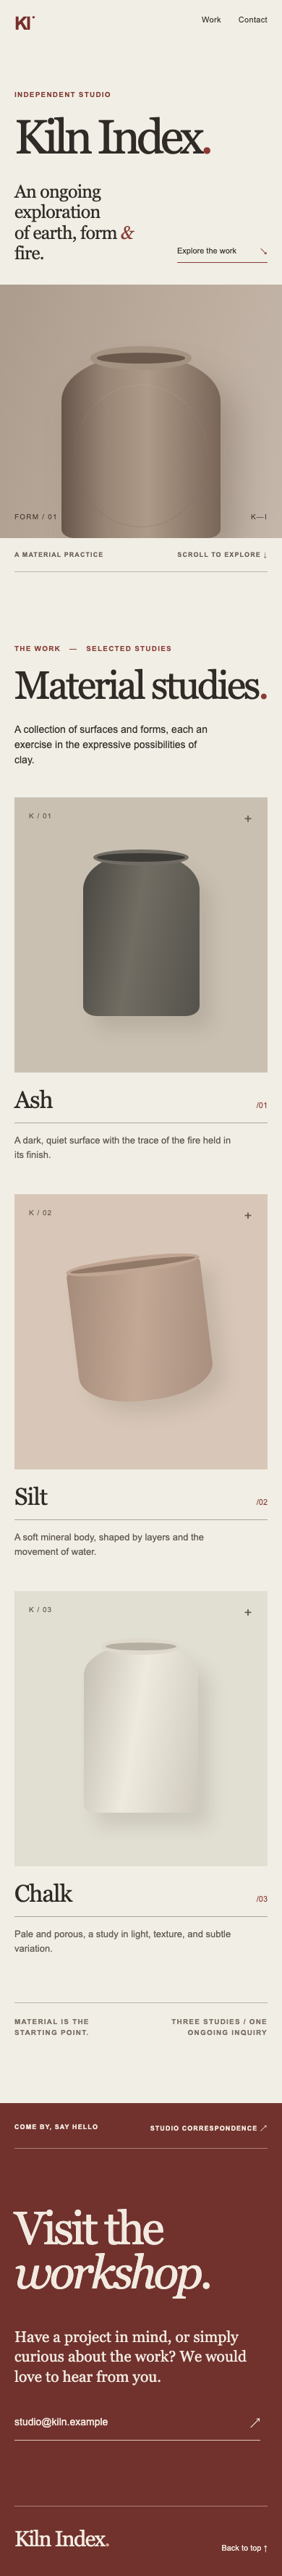 KI
Work Contact
INDEPENDENT STUDIO
Kiln Index.
An ongoing
exploration
of earth, form &
fire.
Explore the work ↘
FORM / 01
K—I
A MATERIAL PRACTICE
SCROLL TO EXPLORE ↓
THE WORK — SELECTED STUDIES
Material studies.
A collection of surfaces and forms, each an
exercise in the expressive possibilities of
clay.
K / 01 +
Ash
/01
A dark, quiet surface with the trace of the fire held in
its finish.
K / 02 +
Silt
/02
A soft mineral body, shaped by layers and the
movement of water.
K / 03 +
Chalk
/03
Pale and porous, a study in light, texture, and subtle
variation.
MATERIAL IS THE
STARTING POINT.
THREE STUDIES / ONE
ONGOING INQUIRY
COME BY, SAY HELLO
STUDIO CORRESPONDENCE ↗
Visit the
workshop.
Have a project in mind, or simply
curious about the work? We would
love to hear from you.
studio@kiln.example ↗
Kiln Index.
Back to top ↑